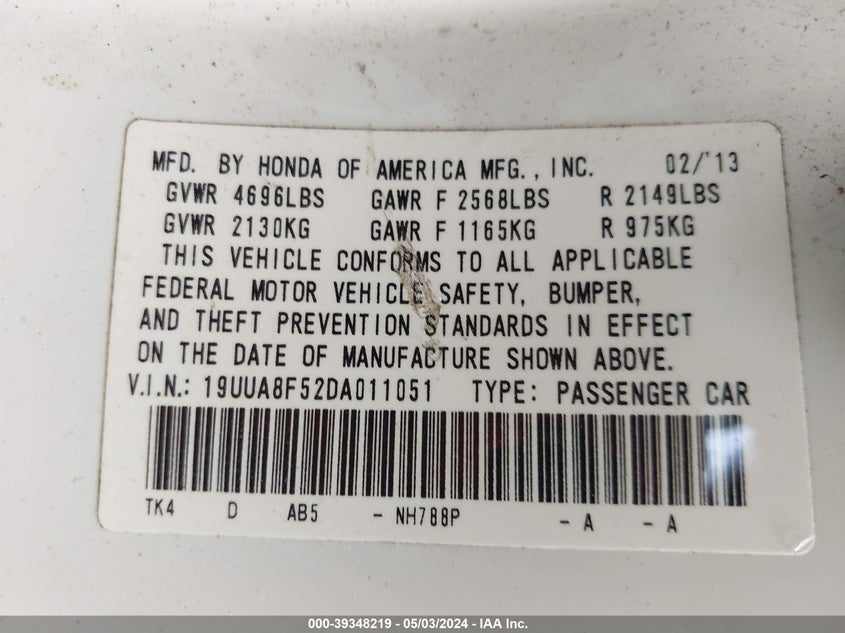 MFD. BY HONDA OF AMERICA MFG., INC. 02/'13
GVWR 4696LBS GAWR F 2568LBS R 2149LBS
GVWR 2130KG GAWR F 1165KG R 975KG
THIS VEHICLE CONFORMS TO ALL APPLICABLE
FEDERAL MOTOR VEHICLE SAFETY, BUMPER,
AND THEFT PREVENTION STANDARDS IN EFFECT
ON THE DATE OF MANUFACTURE SHOWN ABOVE.
V.I.N.: 19UUA8F52DA011051 TYPE: PASSENGER CAR
TK4 D AB5 - NH788P - A - A
000-39348219 - 05/03/2024 - IAA Inc.